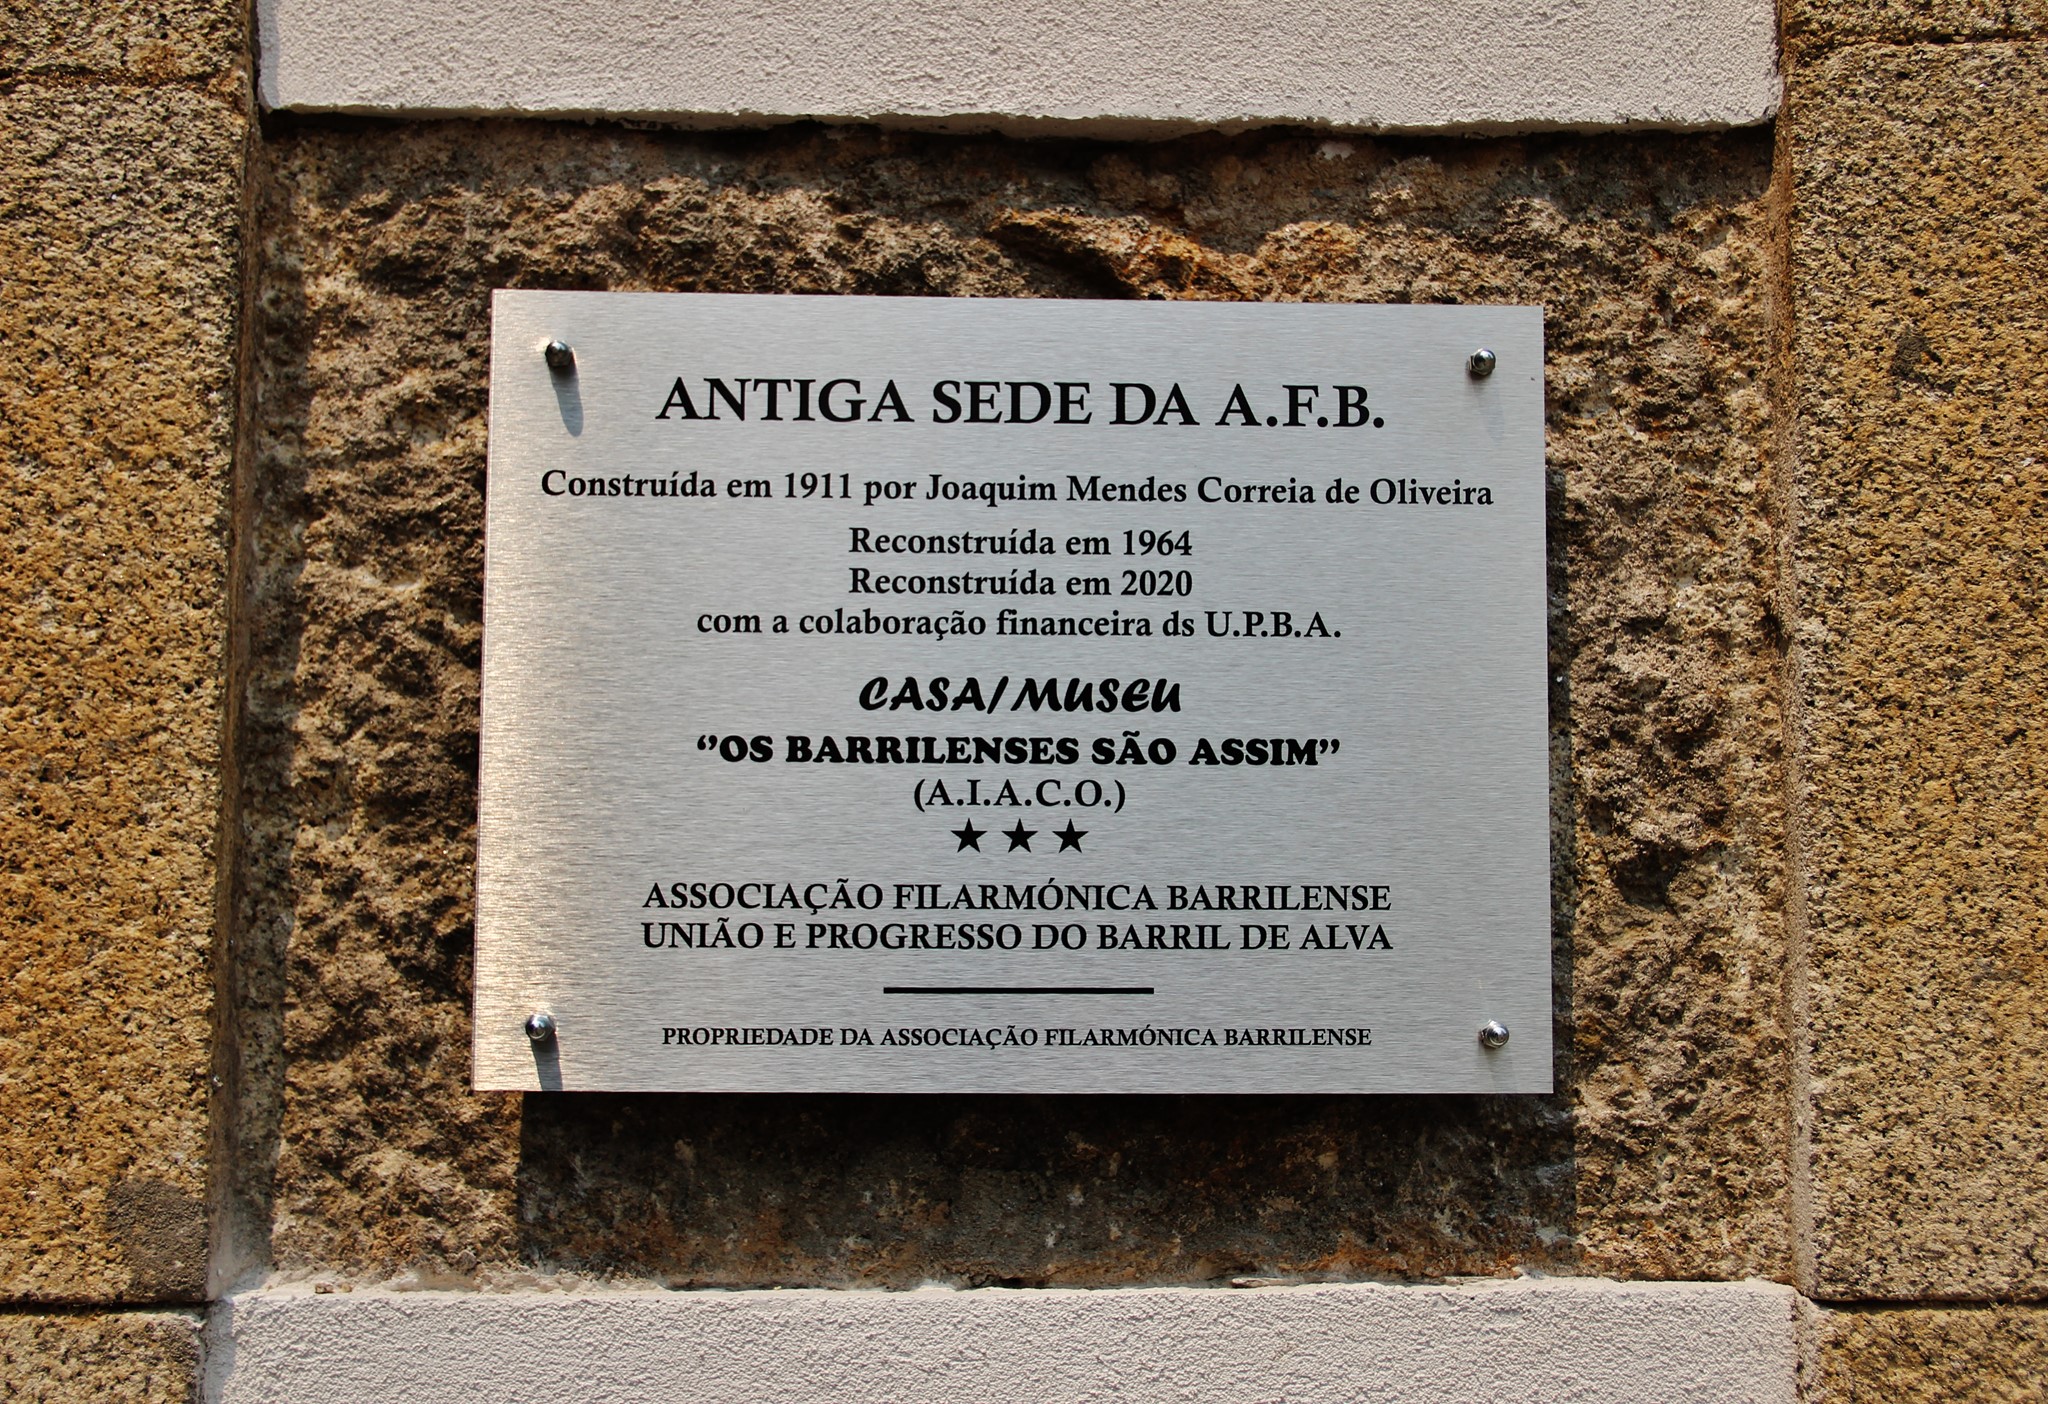 ANTIGA SEDE DA A.F.B.
Construída em 1911 por Joaquim Mendes Correia de Oliveira
Reconstruída em 1964
Reconstruída em 2020
com a colaboração financeira ds U.P.B.A.
CASA/MUSEU
“OS BARRILENSES SÃO ASSIM”
(A.I.A.C.O.)
★ ★ ★
ASSOCIAÇÃO FILARMÓNICA BARRILENSE
UNIÃO E PROGRESSO DO BARRIL DE ALVA
PROPRIEDADE DA ASSOCIAÇÃO FILARMÓNICA BARRILENSE